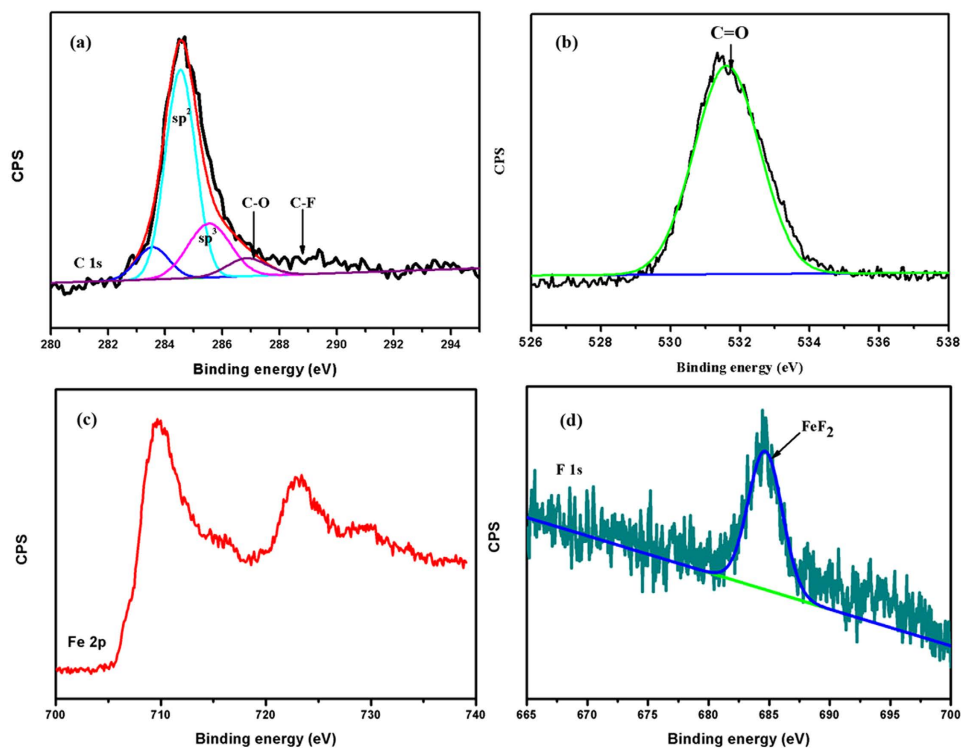 (a)
sp2
sp3
C-O
C-F
C 1s
CPS
280 282 284 286 288 290 292 294
Binding energy (eV)
(b)
C=O
CPS
526 528 530 532 534 536 538
Binding energy (eV)
(c)
Fe 2p
CPS
700 710 720 730 740
Binding energy (eV)
(d)
F 1s
FeF2
CPS
665 670 675 680 685 690 695 700
Binding energy (eV)